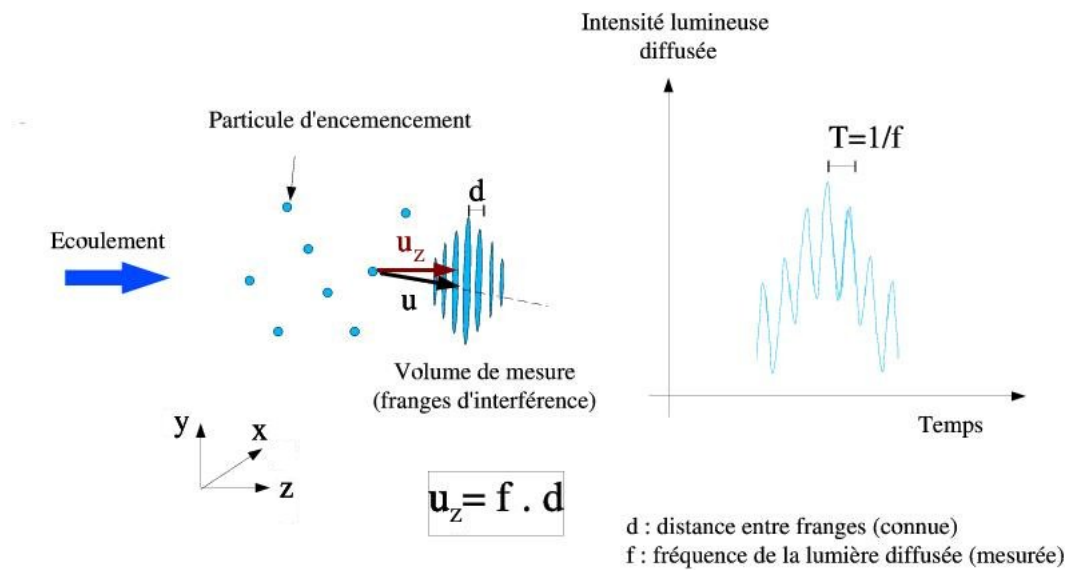 Intensité lumineuse
diffusée
Particule d'encemencement
T=1/f
d
Ecoulement
u_z
u
Volume de mesure
(franges d'interférence)
Temps
y
x
z
u_z= f . d
d : distance entre franges (connue)
f : fréquence de la lumière diffusée (mesurée)